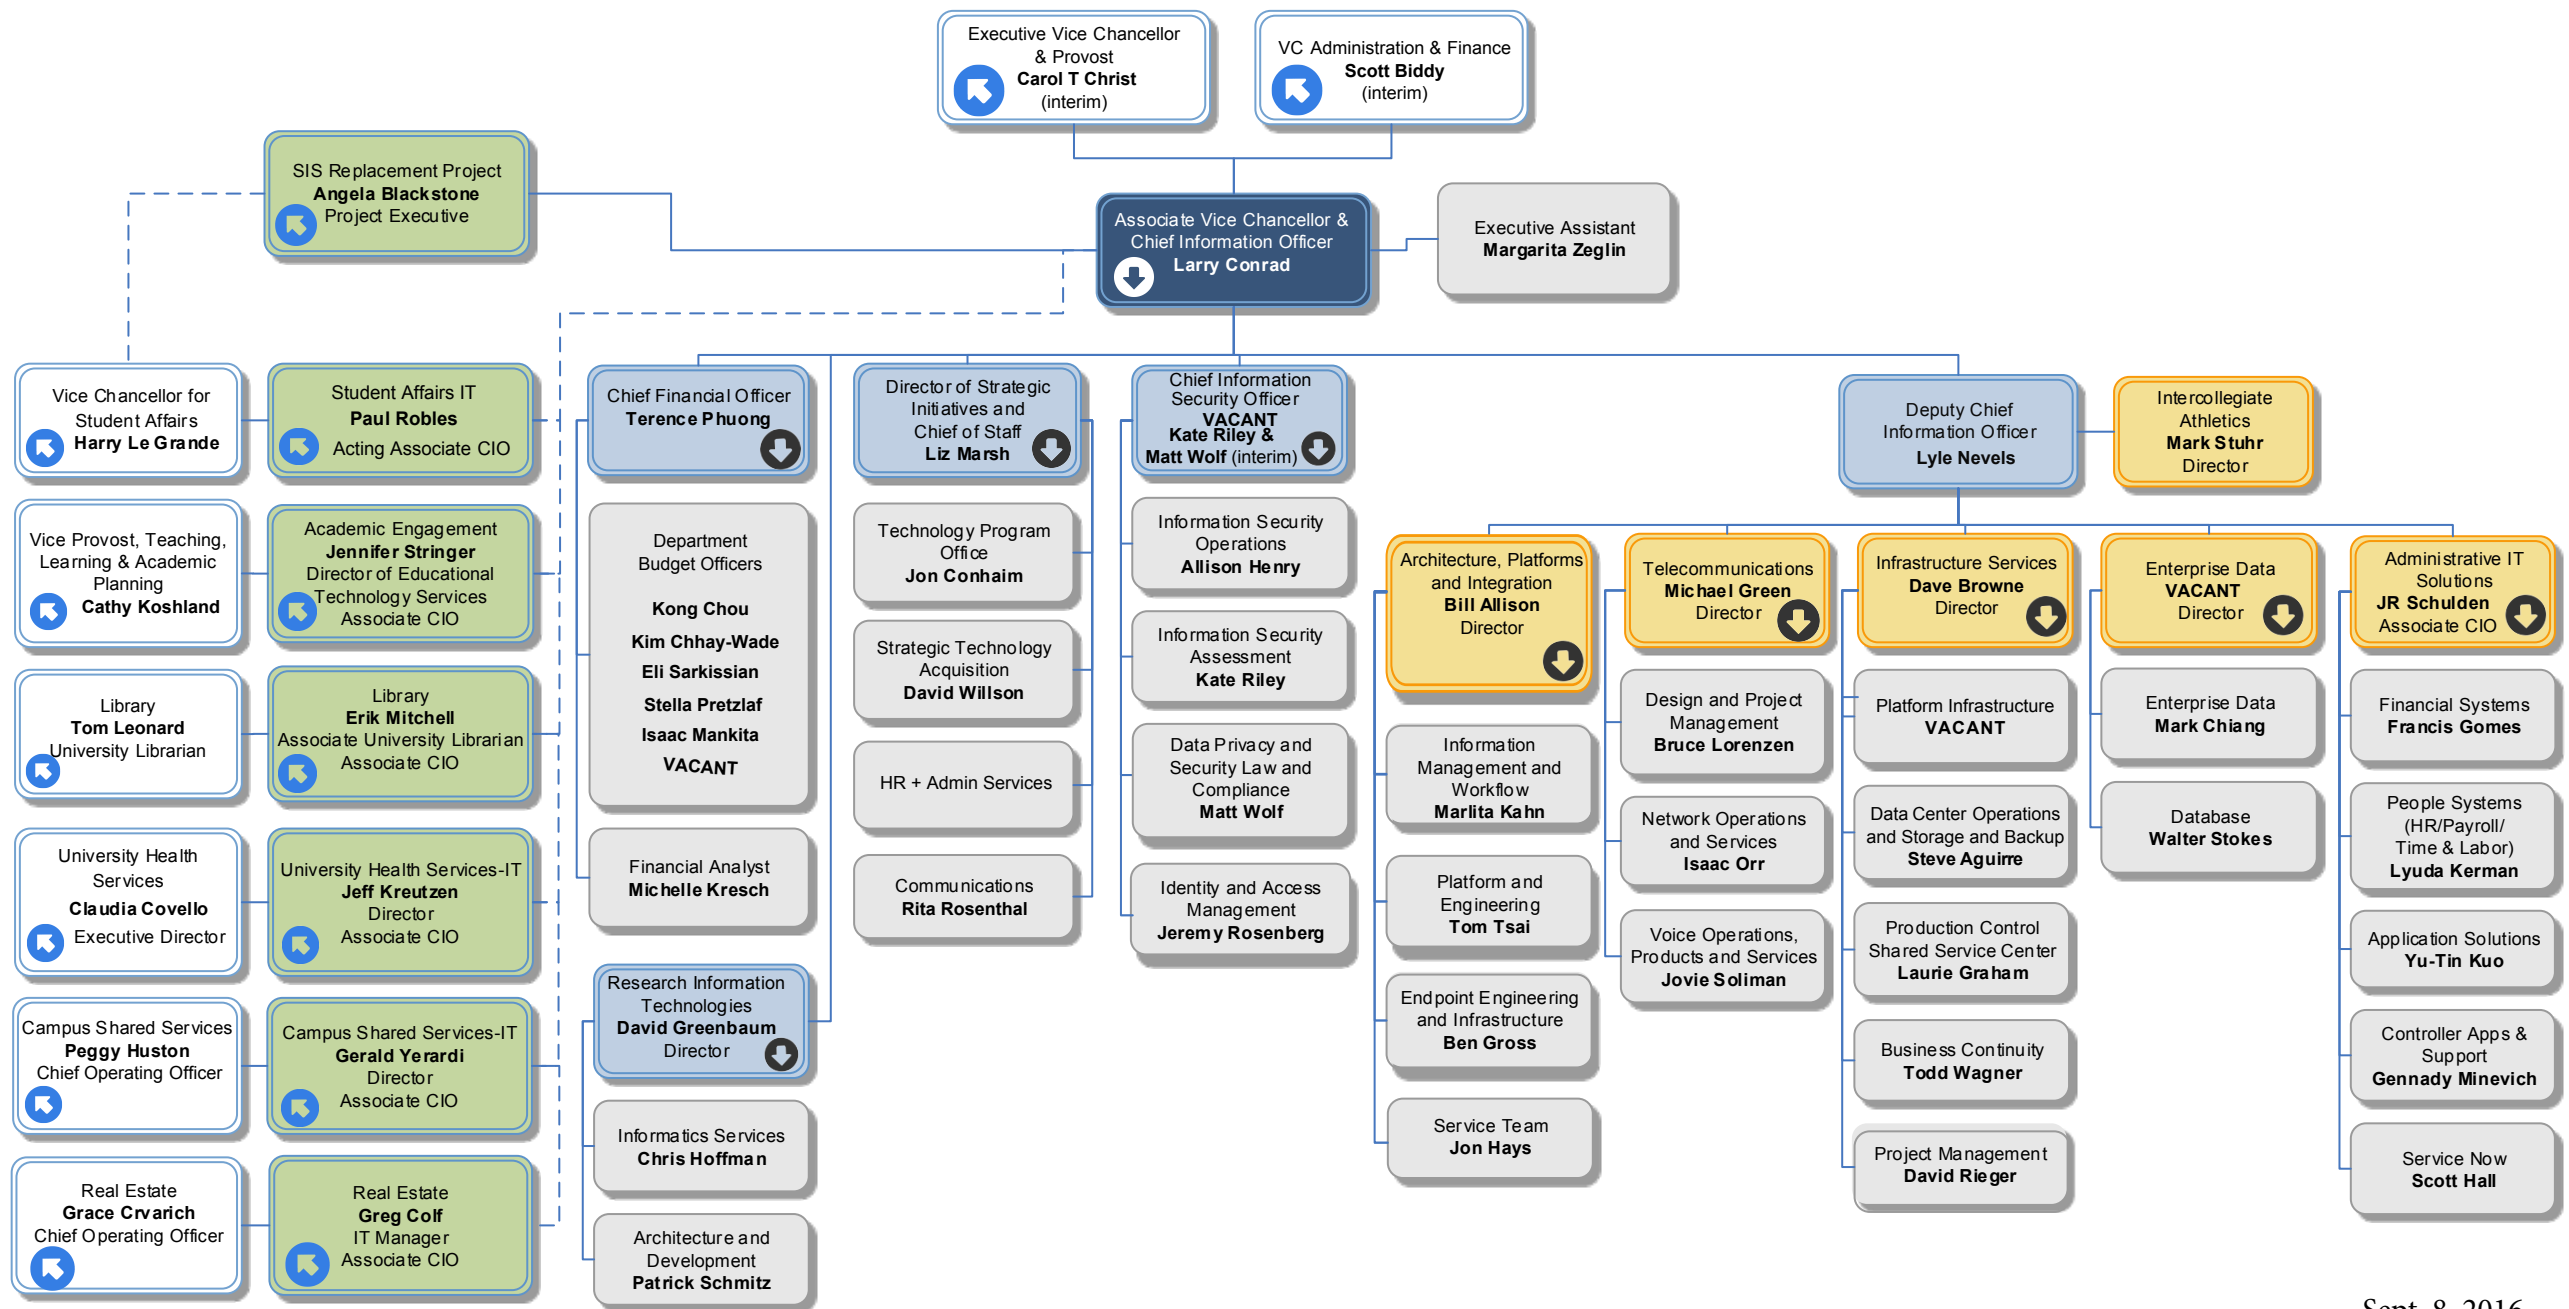 Executive Vice Chancellor
& Provost
Carol T Christ
(interim)
VC Administration & Finance
Scott Biddy
(interim)
SIS Replacement Project
Angela Blackstone
Project Executive
Associate Vice Chancellor &
Chief Information Officer
Larry Conrad
Executive Assistant
Margarita Zeglin
Vice Chancellor for
Student Affairs
Harry Le Grande
Student Affairs IT
Paul Robles
Acting Associate CIO
Vice Provost, Teaching,
Learning & Academic
Planning
Cathy Koshland
Academic Engagement
Jennifer Stringer
Director of Educational
Technology Services
Associate CIO
Library
Tom Leonard
University Librarian
Library
Erik Mitchell
Associate University Librarian
Associate CIO
University Health
Services
Claudia Covello
Executive Director
University Health Services-IT
Jeff Kreutzen
Director
Associate CIO
Campus Shared Services
Peggy Huston
Chief Operating Officer
Campus Shared Services-IT
Gerald Yerardi
Director
Associate CIO
Real Estate
Grace Crvarich
Chief Operating Officer
Real Estate
Greg Colf
IT Manager
Associate CIO
Chief Financial Officer
Terence Phuong
Department
Budget Officers
Kong Chou
Kim Chhay-Wade
Eli Sarkissian
Stella Pretzlaf
Isaac Mankita
VACANT
Financial Analyst
Michelle Kresch
Research Information
Technologies
David Greenbaum
Director
Informatics Services
Chris Hoffman
Architecture and
Development
Patrick Schmitz
Director of Strategic
Initiatives and
Chief of Staff
Liz Marsh
Technology Program
Office
Jon Conhaim
Strategic Technology
Acquisition
David Willson
HR + Admin Services
Communications
Rita Rosenthal
Chief Information
Security Officer
VACANT
Kate Riley &
Matt Wolf (interim)
Information Security
Operations
Allison Henry
Information Security
Assessment
Kate Riley
Data Privacy and
Security Law and
Compliance
Matt Wolf
Identity and Access
Management
Jeremy Rosenberg
Deputy Chief
Information Officer
Lyle Nevels
Intercollegiate
Athletics
Mark Stuhr
Director
Architecture, Platforms
and Integration
Bill Allison
Director
Information
Management and
Workflow
Marlita Kahn
Platform and
Engineering
Tom Tsai
Endpoint Engineering
and Infrastructure
Ben Gross
Service Team
Jon Hays
Telecommunications
Michael Green
Director
Design and Project
Management
Bruce Lorenzen
Network Operations
and Services
Isaac Orr
Voice Operations,
Products and Services
Jovie Soliman
Infrastructure Services
Dave Browne
Director
Platform Infrastructure
VACANT
Data Center Operations
and Storage and Backup
Steve Aguirre
Production Control
Shared Service Center
Laurie Graham
Business Continuity
Todd Wagner
Project Management
David Rieger
Enterprise Data
VACANT
Director
Enterprise Data
Mark Chiang
Database
Walter Stokes
Administrative IT
Solutions
JR Schulden
Associate CIO
Financial Systems
Francis Gomes
People Systems
(HR/Payroll/
Time & Labor)
Lyuda Kerman
Application Solutions
Yu-Tin Kuo
Controller Apps &
Support
Gennady Minevich
Service Now
Scott Hall
Sept. 8, 2016